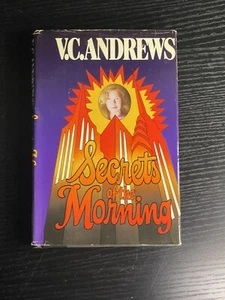 V.C. ANDREWS
Secrets
of the
Morning